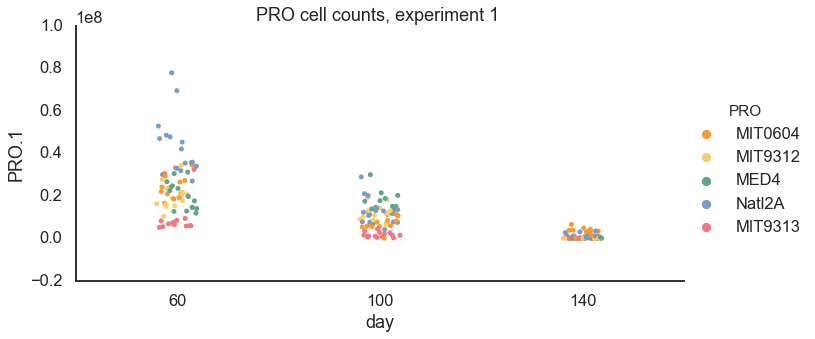 PRO cell counts, experiment 1
1e8
1.0
0.8
0.6
0.4
0.2
0.0
−0.2
PRO.1
60
100
140
day
PRO
MIT0604
MIT9312
MED4
Natl2A
MIT9313